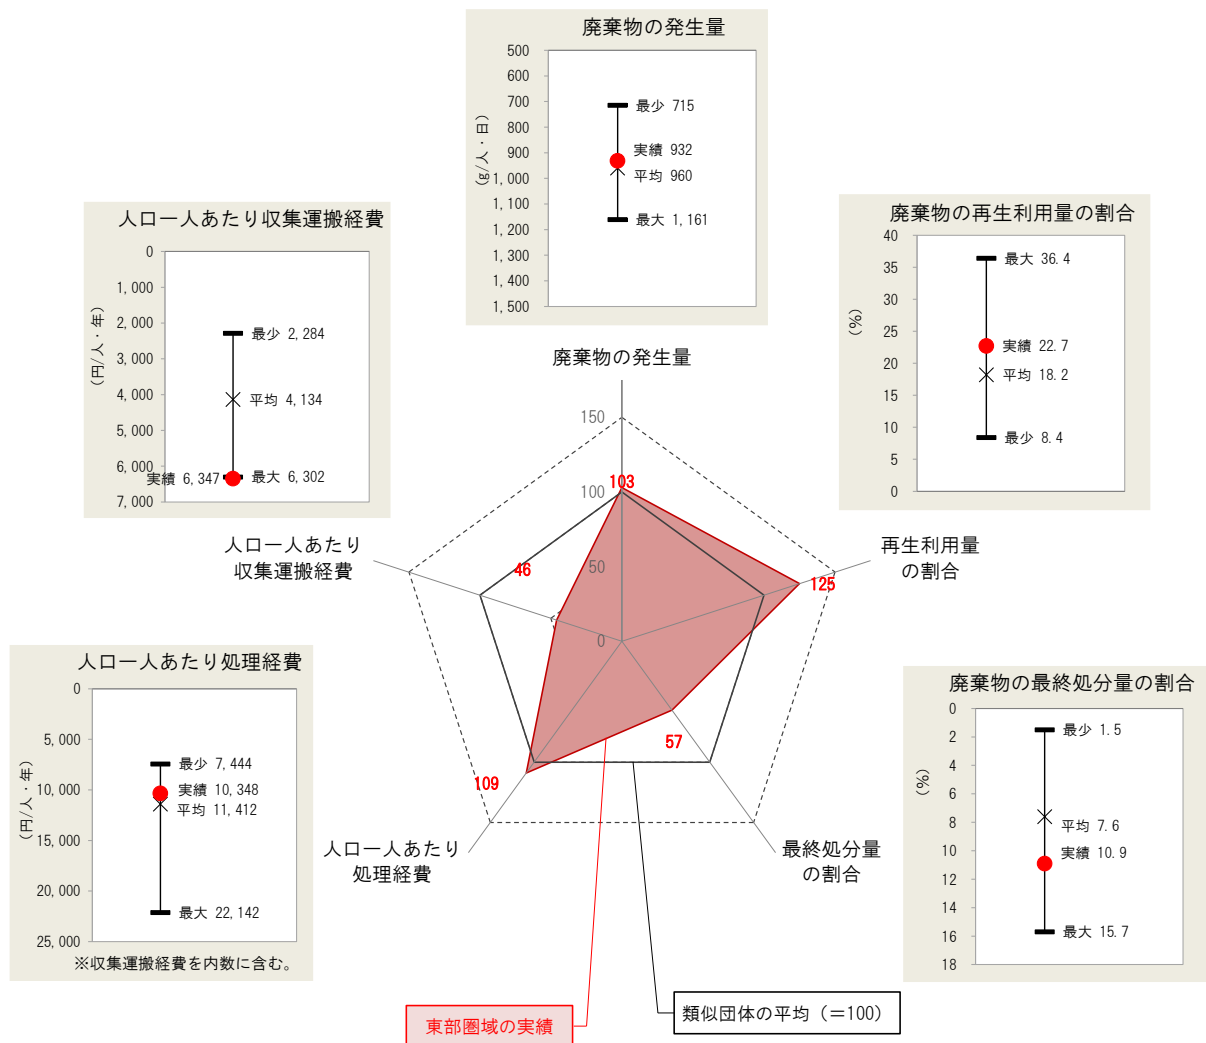 廃棄物の発生量
(g/人・日)
500
600
700
800
900
1,000
1,100
1,200
1,300
1,400
1,500
最少 715
実績 932
平均 960
最大 1,161
人口一人あたり収集運搬経費
(円/人・年)
0
1,000
2,000
3,000
4,000
5,000
6,000
7,000
最少 2,284
平均 4,134
実績 6,347
最大 6,302
廃棄物の再生利用量の割合
(%)
40
35
30
25
20
15
10
5
0
最大 36.4
実績 22.7
平均 18.2
最少 8.4
廃棄物の発生量
150
100
50
0
103
125
57
109
46
再生利用量
の割合
最終処分量
の割合
人口一人あたり
処理経費
人口一人あたり
収集運搬経費
人口一人あたり処理経費
(円/人・年)
0
5,000
10,000
15,000
20,000
25,000
最少 7,444
実績 10,348
平均 11,412
最大 22,142
※収集運搬経費を内数に含む。
廃棄物の最終処分量の割合
(%)
0
2
4
6
8
10
12
14
16
18
最少 1.5
平均 7.6
実績 10.9
最大 15.7
類似団体の平均（＝100）
東部圏域の実績